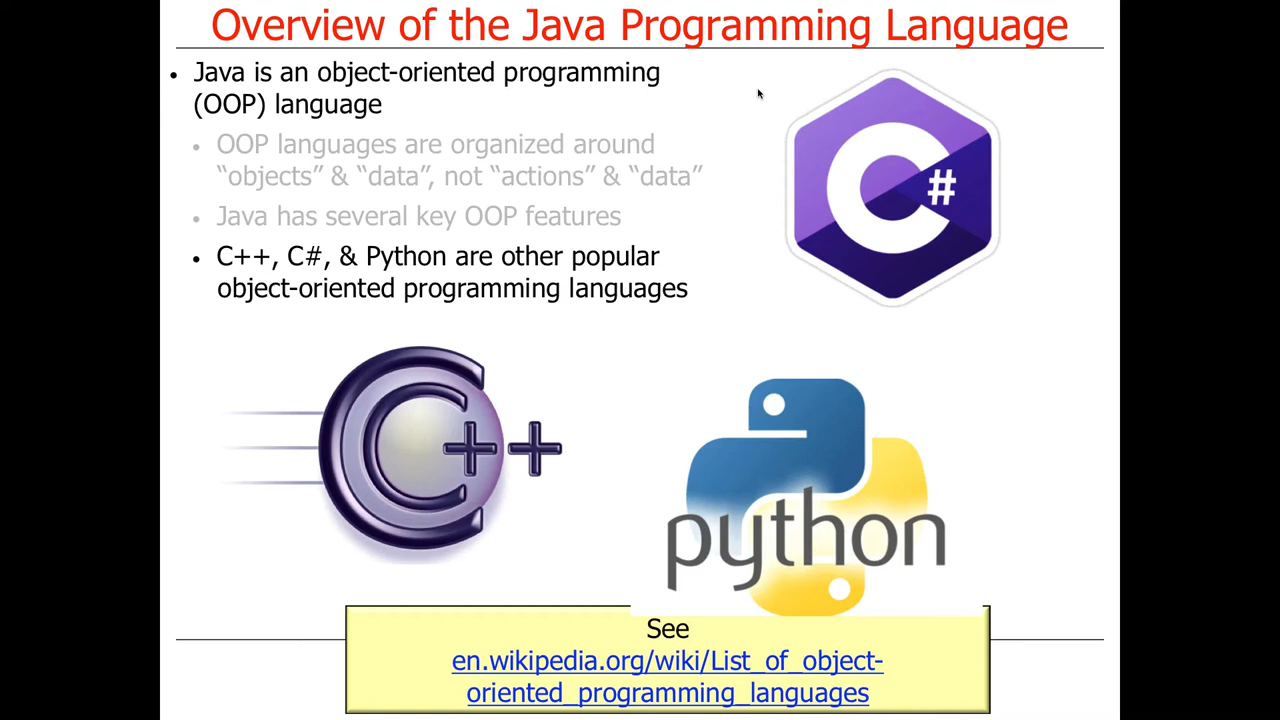 Overview of the Java Programming Language
• Java is an object-oriented programming
(OOP) language
• OOP languages are organized around
“objects” & “data”, not “actions” & “data”
• Java has several key OOP features
• C++, C#, & Python are other popular
object-oriented programming languages
C#
C++
python
See
en.wikipedia.org/wiki/List_of_object-
oriented_programming_languages